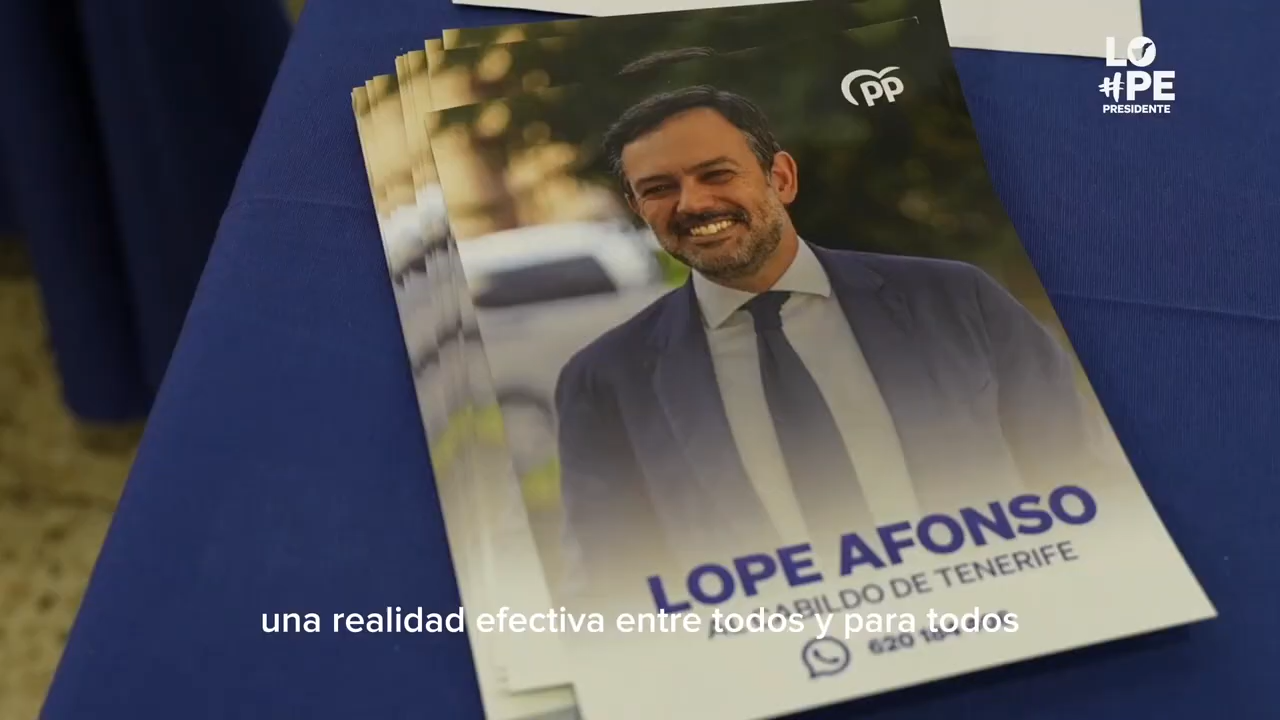 LO
#PE
PRESIDENTE
PP
LOPE AFONSO
CABILDO DE TENERIFE
una realidad efectiva entre todos y para todos
620